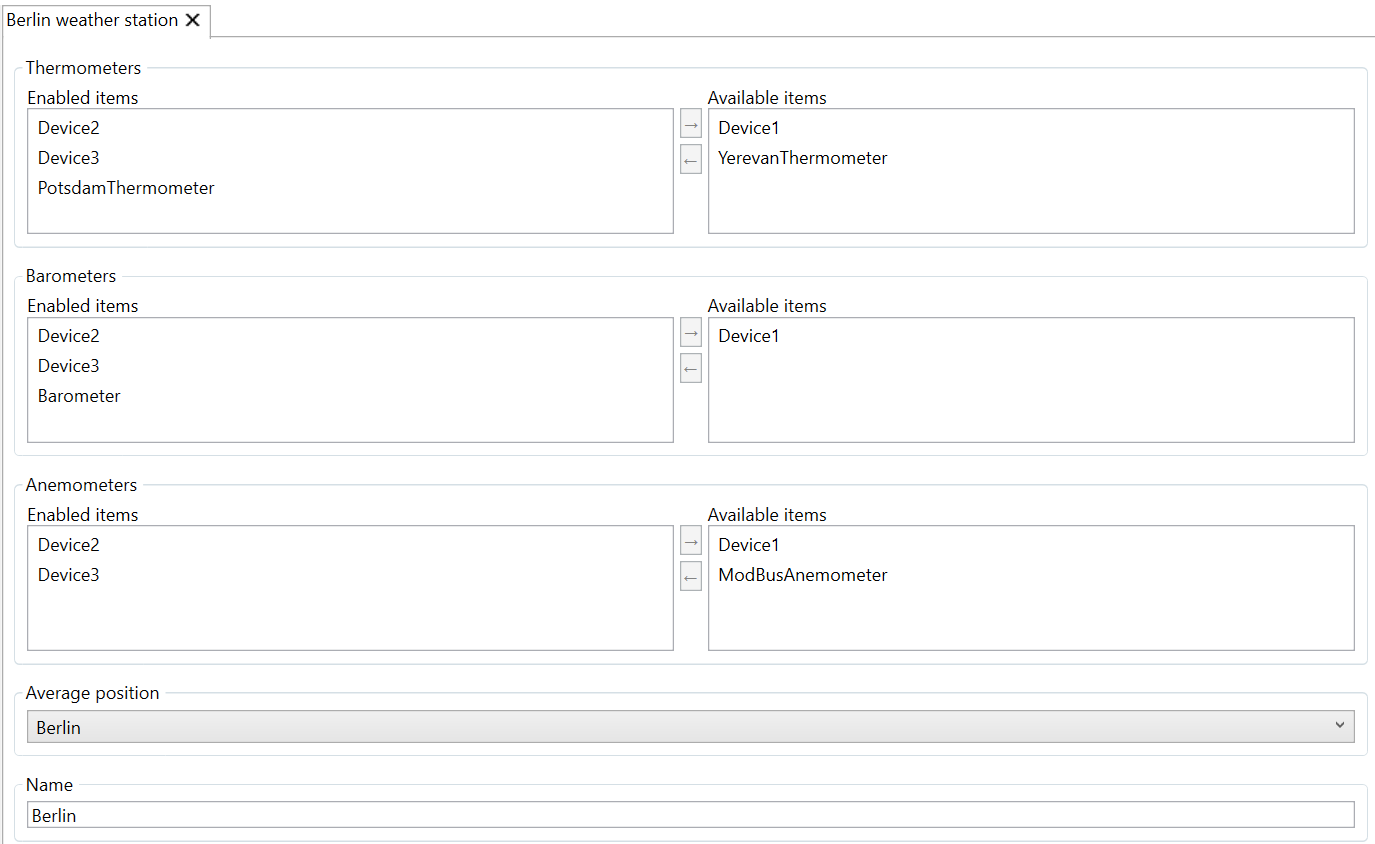 Berlin weather station
Thermometers
Enabled items
Device2
Device3
PotsdamThermometer
→
←
Available items
Device1
YerevanThermometer
Barometers
Enabled items
Device2
Device3
Barometer
→
←
Available items
Device1
Anemometers
Enabled items
Device2
Device3
→
←
Available items
Device1
ModBusAnemometer
Average position
Berlin
Name
Berlin